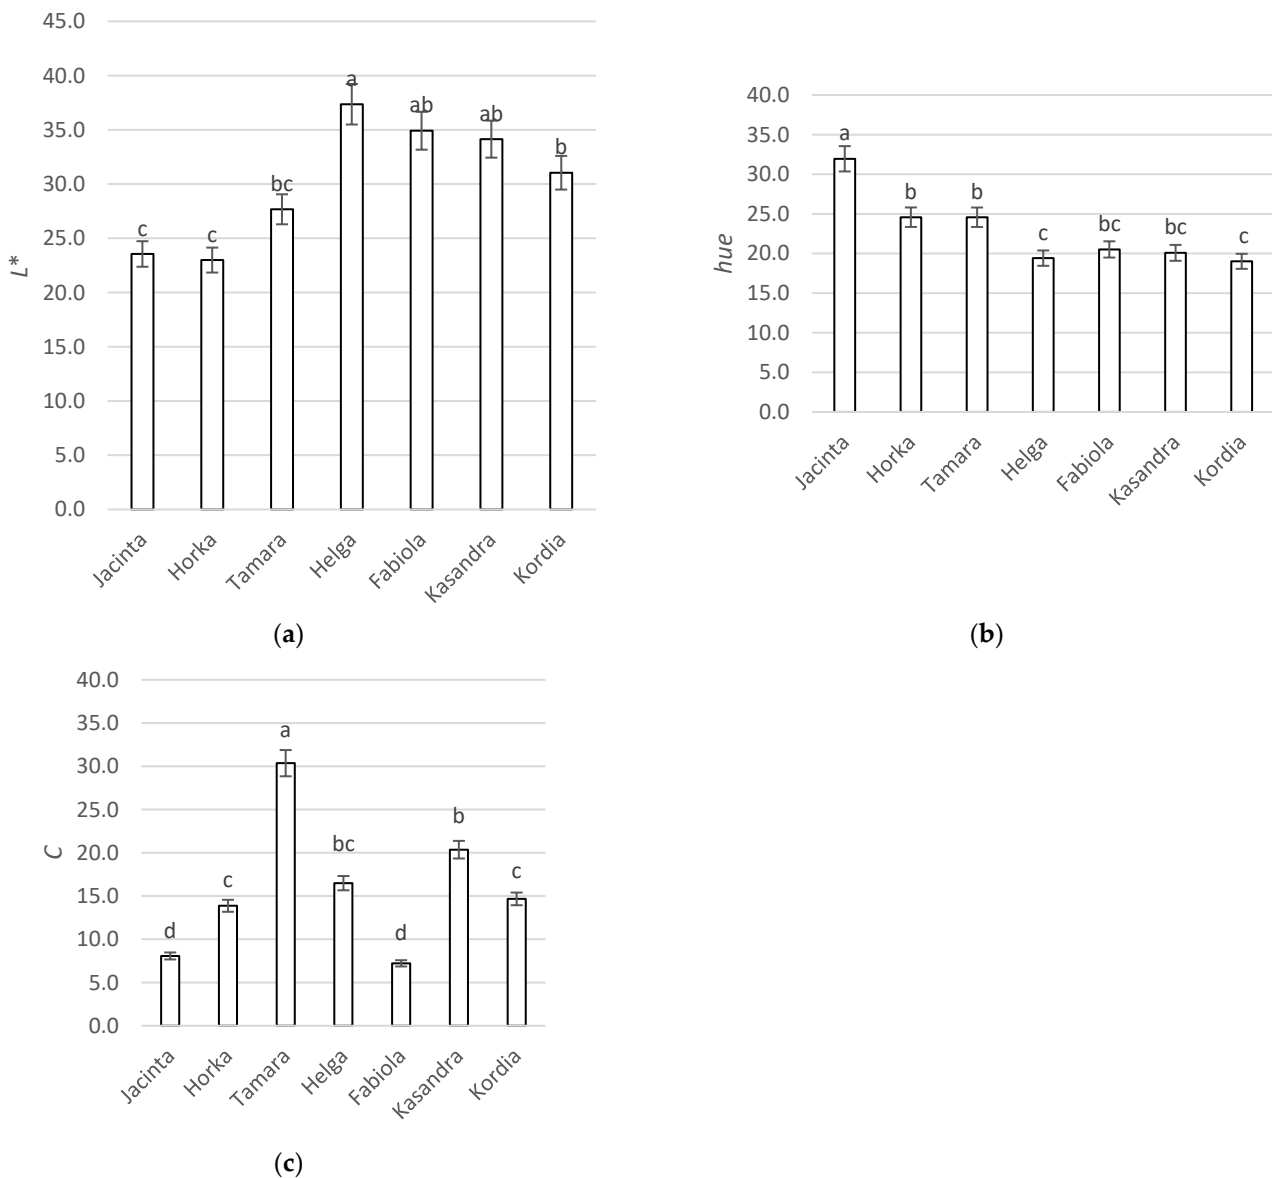 45.0
40.0
35.0
30.0
25.0
20.0
15.0
10.0
5.0
0.0
L*
c
c
bc
a
ab
ab
b
Jacinta
Horka
Tamara
Helga
Fabiola
Kasandra
Kordia
(a)
40.0
35.0
30.0
25.0
20.0
15.0
10.0
5.0
0.0
hue
a
b
b
c
bc
bc
c
Jacinta
Horka
Tamara
Helga
Fabiola
Kasandra
Kordia
(b)
40.0
35.0
30.0
25.0
20.0
15.0
10.0
5.0
0.0
C
d
c
a
bc
d
b
c
Jacinta
Horka
Tamara
Helga
Fabiola
Kasandra
Kordia
(c)